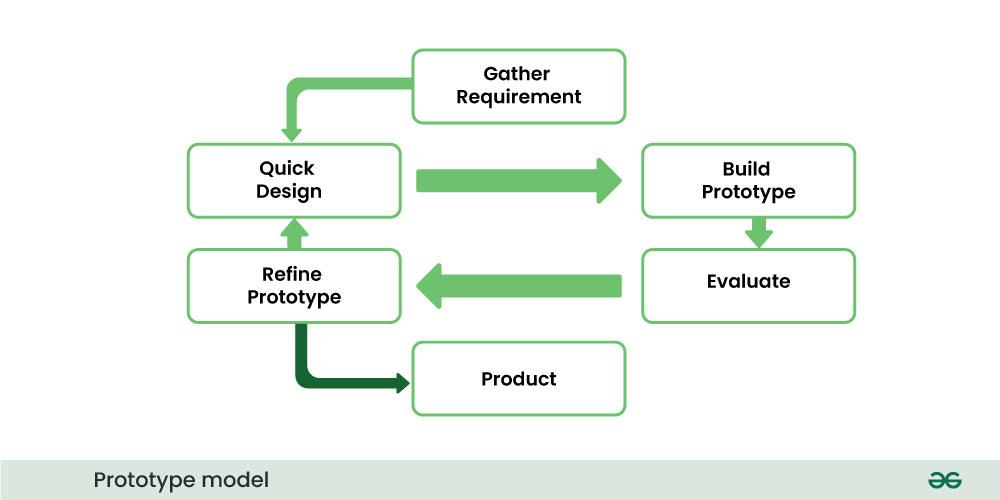 Gather
Requirement
Quick
Design
Build
Prototype
Refine
Prototype
Evaluate
Product
Prototype model